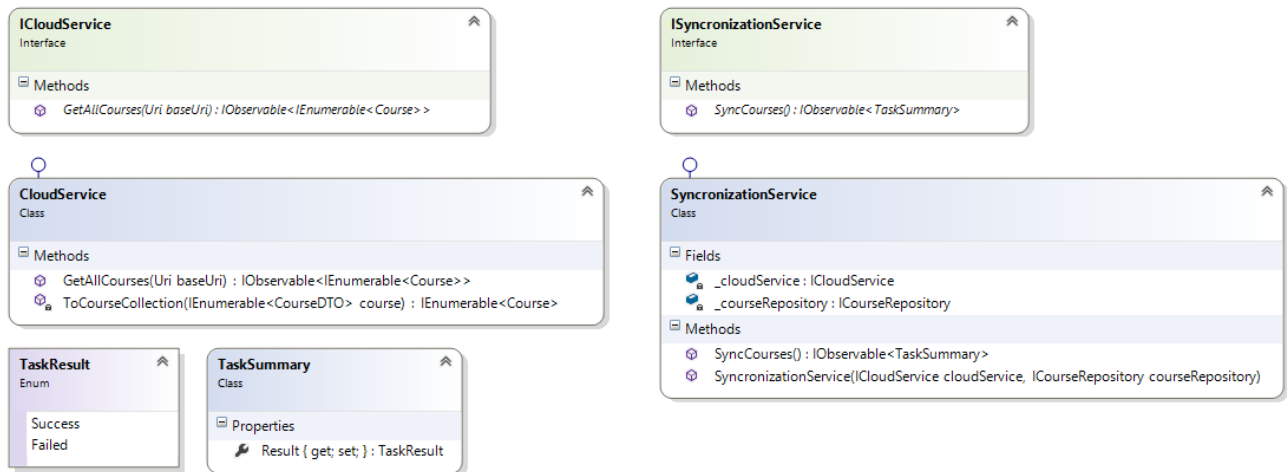 ICloudService
Interface
Methods
GetAllCourses(Uri baseUri) : IObservable<IEnumerable<Course>>
ISyncronizationService
Interface
Methods
SyncCourses() : IObservable<TaskSummary>
CloudService
Class
Methods
GetAllCourses(Uri baseUri) : IObservable<IEnumerable<Course>>
ToCourseCollection(IEnumerable<CourseDTO> course) : IEnumerable<Course>
SyncronizationService
Class
Fields
_cloudService : ICloudService
_courseRepository : ICourseRepository
Methods
SyncCourses() : IObservable<TaskSummary>
SyncronizationService(ICloudService cloudService, ICourseRepository courseRepository)
TaskResult
Enum
Success
Failed
TaskSummary
Class
Properties
Result { get; set; } : TaskResult